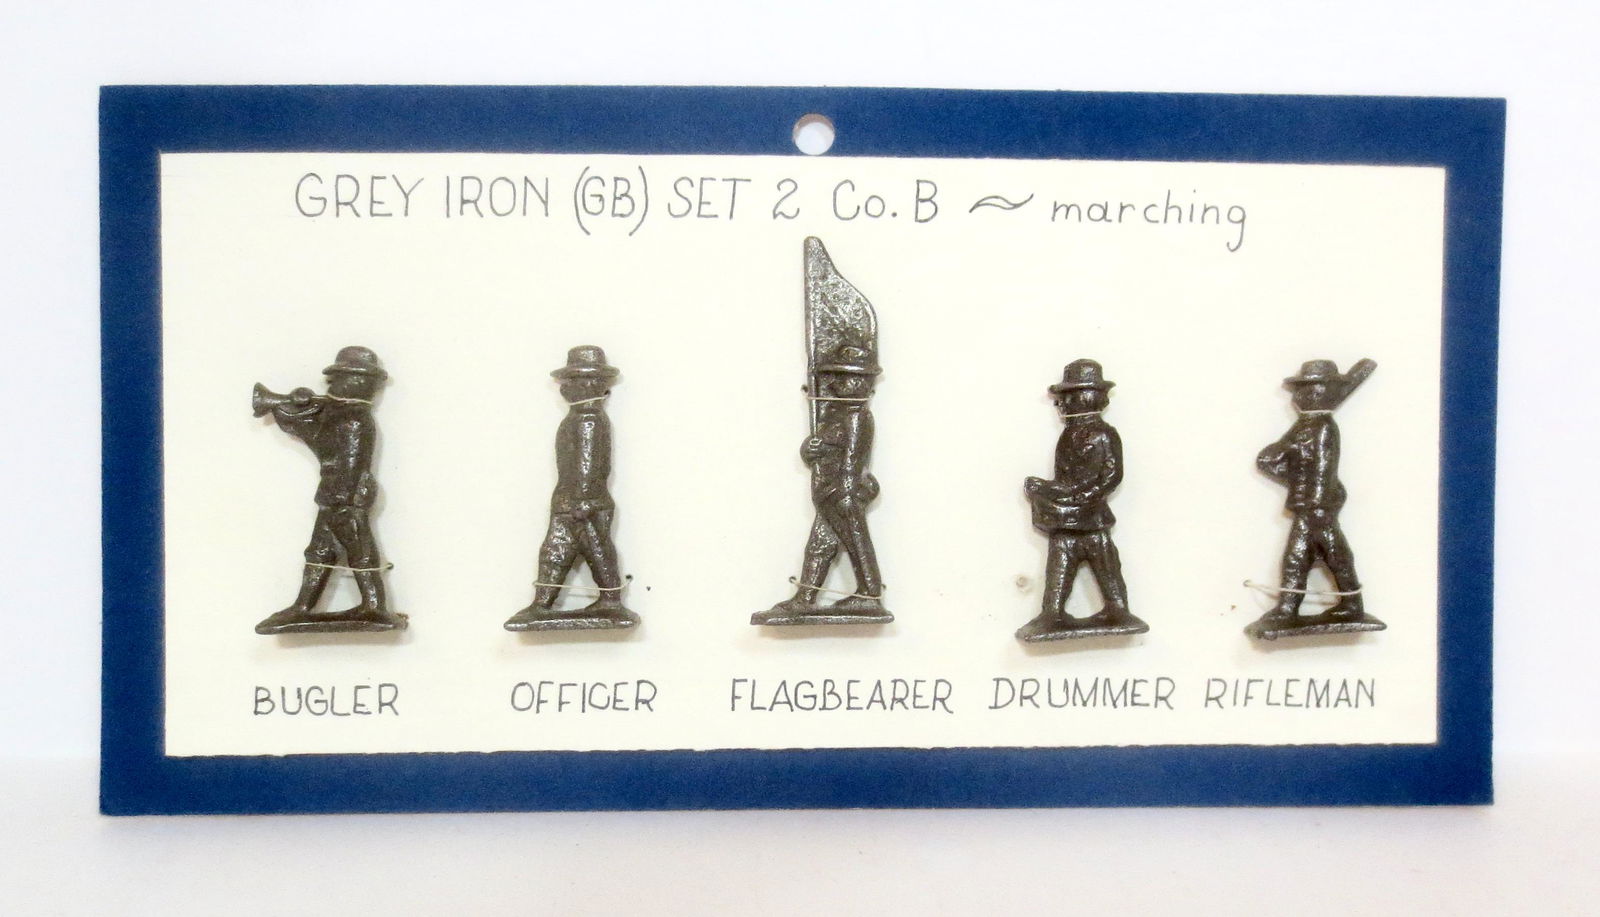 GREY IRON (GB) SET 2 Co. B ~ marching
BUGLER OFFICER FLAGBEARER DRUMMER RIFLEMAN